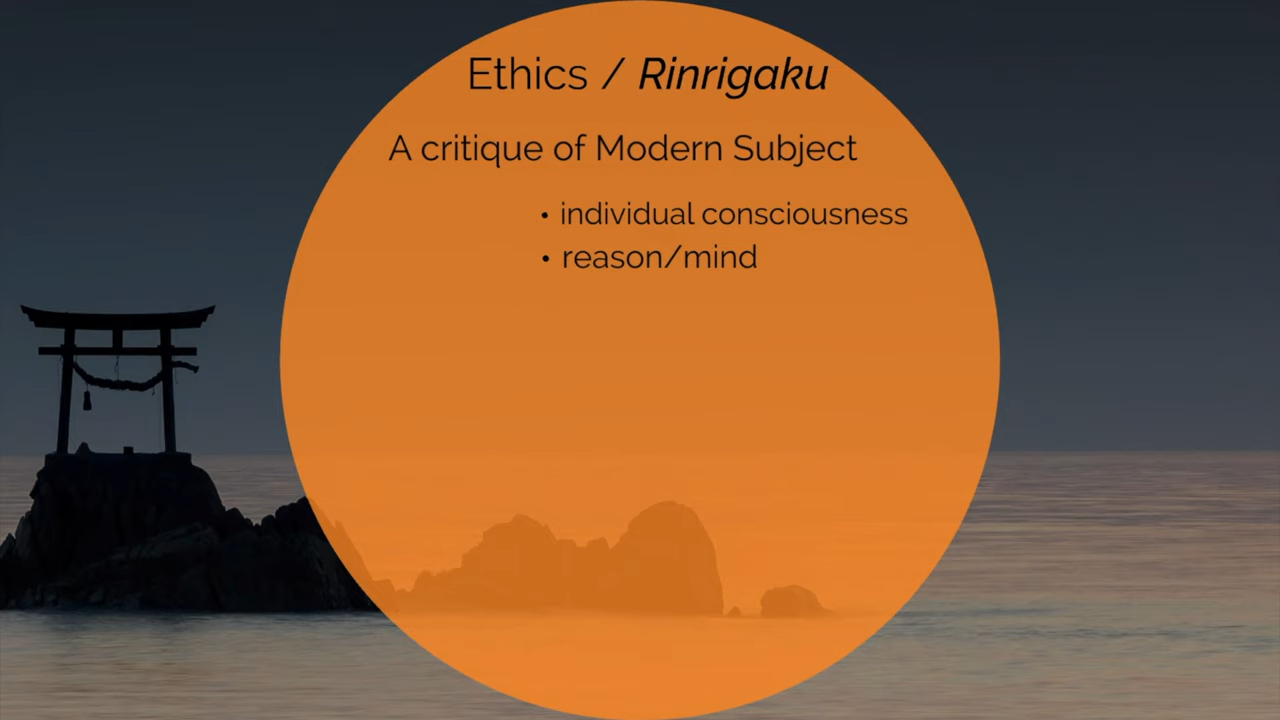 Ethics / Rinrigaku
A critique of Modern Subject
• individual consciousness
• reason/mind